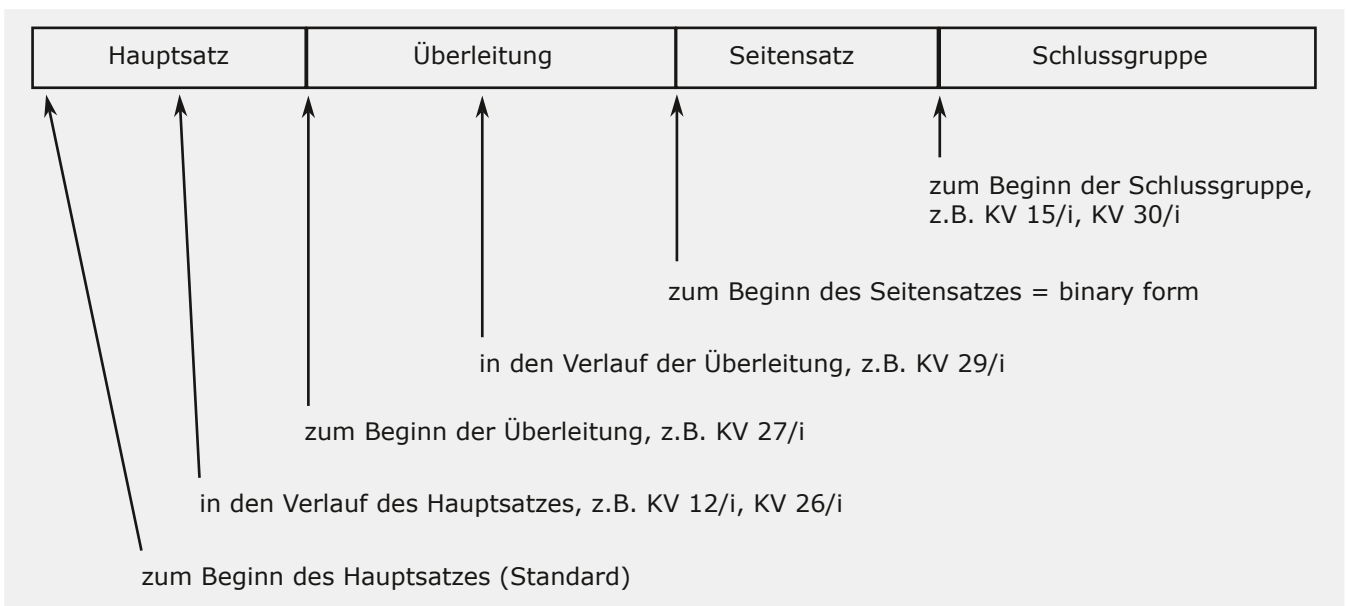 Hauptsatz
Überleitung
Seitensatz
Schlussgruppe
zum Beginn der Schlussgruppe,
z.B. KV 15/i, KV 30/i
zum Beginn des Seitensatzes = binary form
in den Verlauf der Überleitung, z.B. KV 29/i
zum Beginn der Überleitung, z.B. KV 27/i
in den Verlauf des Hauptsatzes, z.B. KV 12/i, KV 26/i
zum Beginn des Hauptsatzes (Standard)